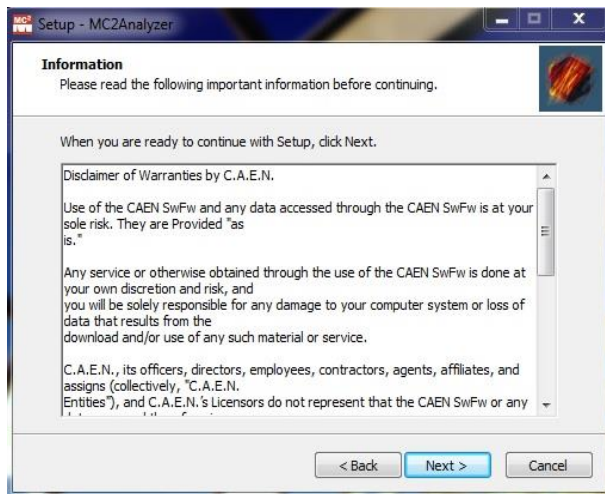 MC²
Setup - MC2Analyzer
Information
Please read the following important information before continuing.
When you are ready to continue with Setup, click Next.
Disclaimer of Warranties by C.A.E.N.
Use of the CAEN SwFw and any data accessed through the CAEN SwFw is at your
sole risk. They are Provided "as
is."
Any service or otherwise obtained through the use of the CAEN SwFw is done at
your own discretion and risk, and
you will be solely responsible for any damage to your computer system or loss of
data that results from the
download and/or use of any such material or service.
C.A.E.N., its officers, directors, employees, contractors, agents, affiliates, and
assigns (collectively, "C.A.E.N.
Entities"), and C.A.E.N.'s Licensors do not represent that the CAEN SwFw or any
< Back
Next >
Cancel